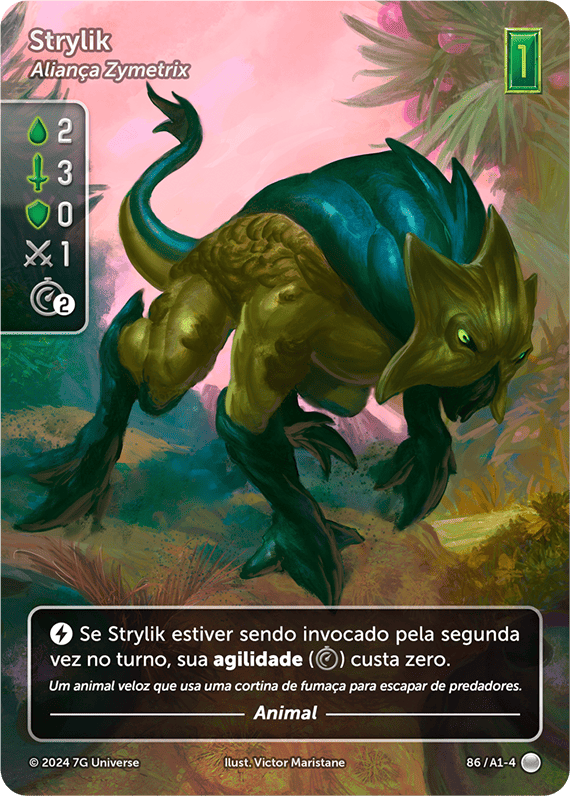 Strylik
Aliança Zymetrix
1
2
3
0
1
2
Se Strylik estiver sendo invocado pela segunda
vez no turno, sua agilidade () custa zero.
Um animal veloz que usa uma cortina de fumaça para escapar de predadores.
Animal
© 2024 7G Universe
Ilust. Victor Maristane
86 / A1-4